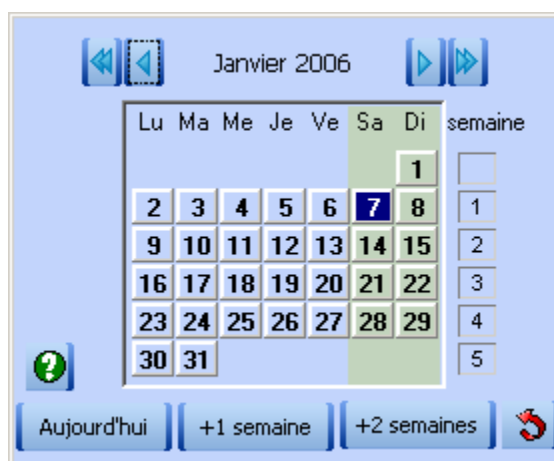 Janvier 2006
Lu Ma Me Je Ve Sa Di semaine
1
2 3 4 5 6 7 8 1
9 10 11 12 13 14 15 2
16 17 18 19 20 21 22 3
23 24 25 26 27 28 29 4
30 31 5
?
Aujourd'hui +1 semaine +2 semaines